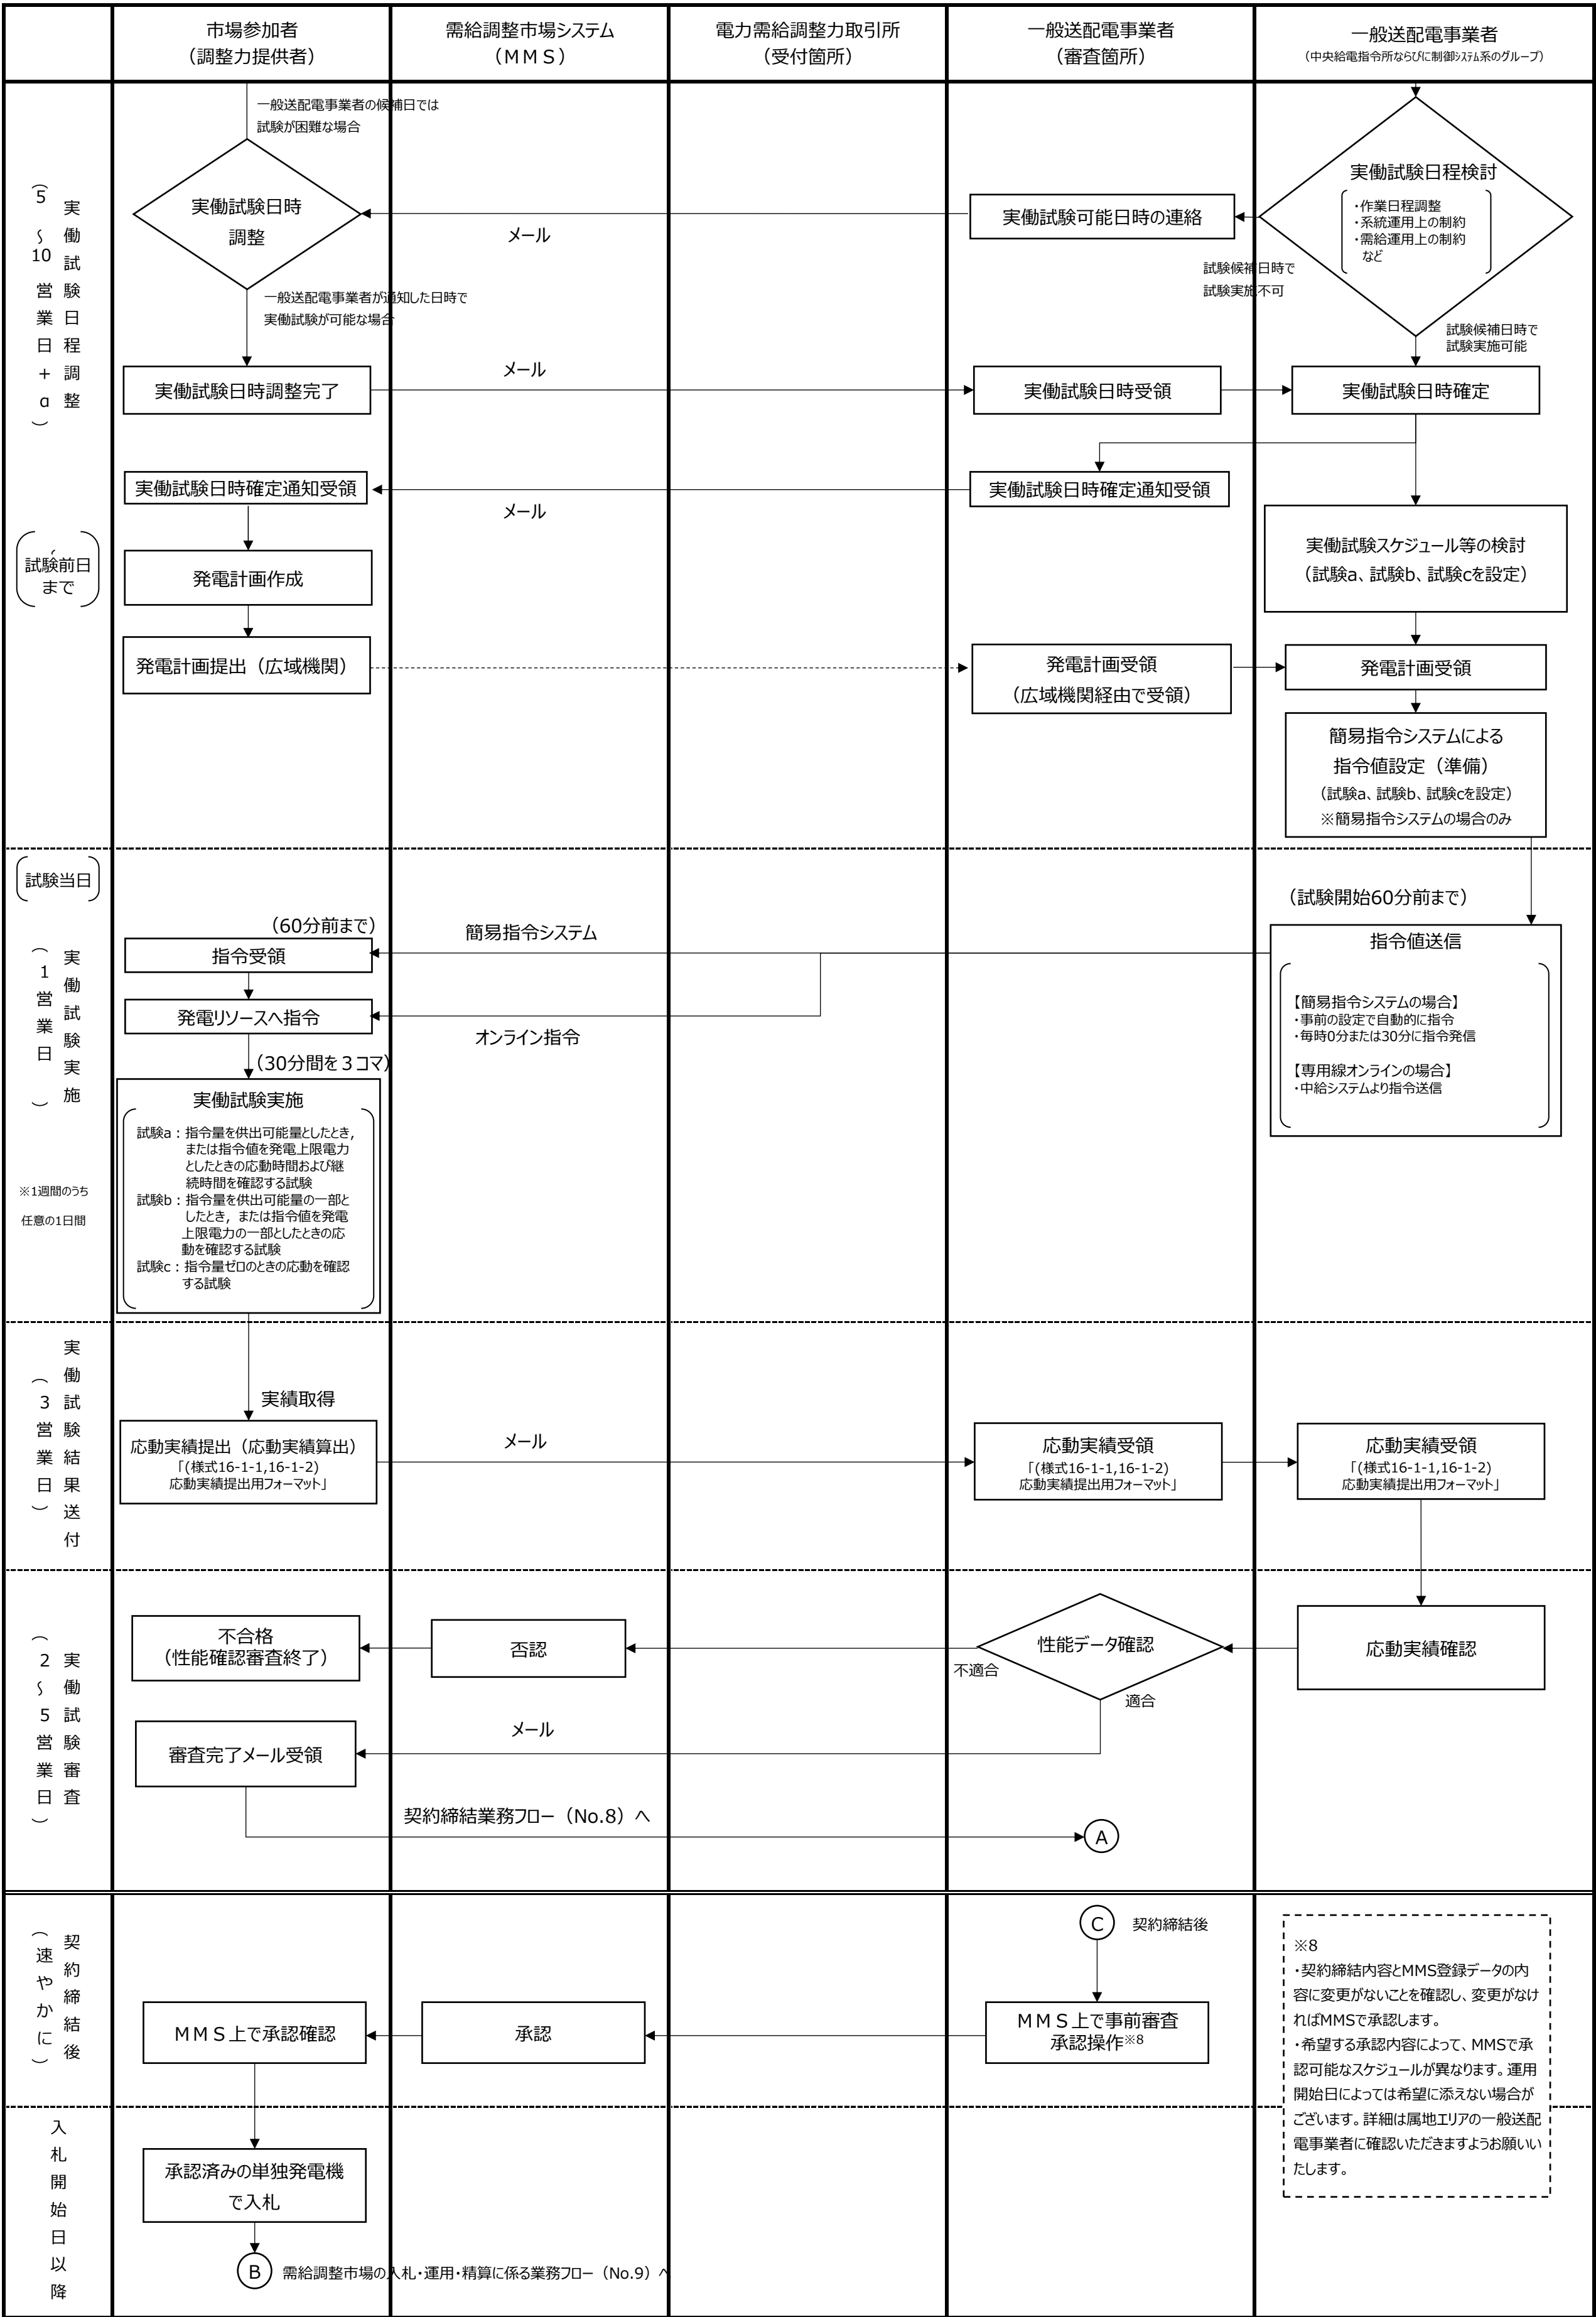 市場参加者
（調整力提供者）
需給調整市場システム
（ＭＭＳ）
電力需給調整力取引所
（受付箇所）
一般送配電事業者
（審査箇所）
一般送配電事業者
（中央給電指令所ならびに制御ｼｽﾃﾑ系のグループ）
実働試験日程調整
（5～10営業日＋α）
一般送配電事業者の候補日では
試験が困難な場合
実働試験日時
調整
メール
実働試験可能日時の連絡
実働試験日程検討
・作業日程調整
・系統運用上の制約
・需給運用上の制約
など
試験候補日時で
試験実施不可
一般送配電事業者が通知した日時で
実働試験が可能な場合
試験候補日時で
試験実施可能
実働試験日時調整完了
メール
実働試験日時受領
実働試験日時確定
実働試験日時確定通知受領
メール
実働試験日時確定通知受領
試験前日
まで
発電計画作成
実働試験スケジュール等の検討
（試験a、試験b、試験cを設定）
発電計画提出（広域機関）
発電計画受領
（広域機関経由で受領）
発電計画受領
簡易指令システムによる
指令値設定（準備）
（試験a、試験b、試験cを設定）
※簡易指令システムの場合のみ
試験当日
実働試験実施
（1営業日）
※1週間のうち
任意の1日間
（60分前まで）
簡易指令システム
（試験開始60分前まで）
指令受領
発電リソースへ指令
オンライン指令
指令値送信
【簡易指令システムの場合】
・事前の設定で自動的に指令
・毎時0分または30分に指令発信
【専用線オンラインの場合】
・中給システムより指令送信
（30分間を３コマ）
実働試験実施
試験a：指令量を供出可能量としたとき，
または指令値を発電上限電力
としたときの応動時間および継
続時間を確認する試験
試験b：指令量を供出可能量の一部と
したとき，または指令値を発電
上限電力の一部としたときの応
動を確認する試験
試験c：指令量ゼロのときの応動を確認
する試験
実働試験結果送付
（3営業日）
実績取得
応動実績提出（応動実績算出）
「(様式16-1-1,16-1-2)
応動実績提出用フォーマット」
メール
応動実績受領
「(様式16-1-1,16-1-2)
応動実績提出用フォーマット」
応動実績受領
「(様式16-1-1,16-1-2)
応動実績提出用フォーマット」
実働試験審査
（2～5営業日）
不合格
（性能確認審査終了）
否認
不適合
性能データ確認
適合
応動実績確認
審査完了メール受領
メール
契約締結業務フロー（No.8）へ
A
契約締結後
（速やかに）
C
契約締結後
ＭＭＳ上で承認確認
承認
ＭＭＳ上で事前審査
承認操作※8
※8
・契約締結内容とMMS登録データの内
容に変更がないことを確認し、変更がなけ
ればMMSで承認します。
・希望する承認内容によって、MMSで承
認可能なスケジュールが異なります。運用
開始日によっては希望に添えない場合が
ございます。詳細は属地エリアの一般送配
電事業者に確認いただきますようお願いい
たします。
入札開始日以降
承認済みの単独発電機
で入札
B
需給調整市場の入札・運用・精算に係る業務フロー（No.9）へ